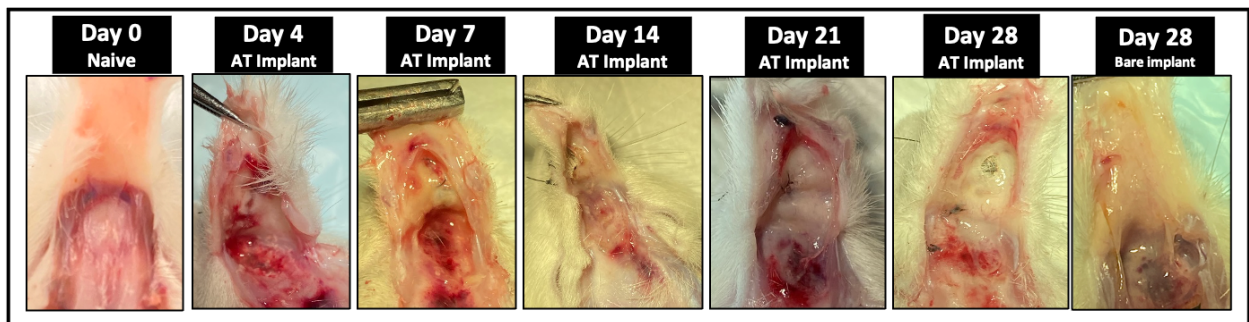 Day 0
Naive
Day 4
AT Implant
Day 7
AT Implant
Day 14
AT Implant
Day 21
AT Implant
Day 28
AT Implant
Day 28
Bare implant